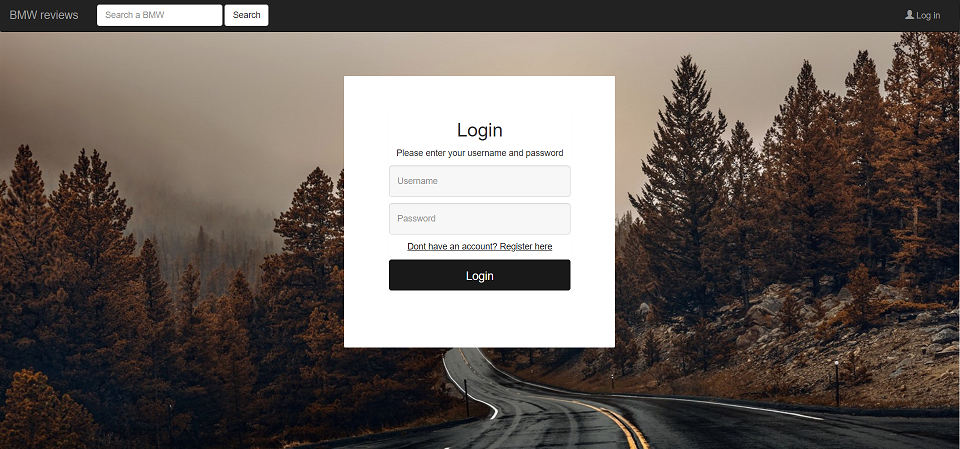 BMW reviews
Search a BMW
Search
Log in
Login
Please enter your username and password
Username
Password
Dont have an account? Register here
Login